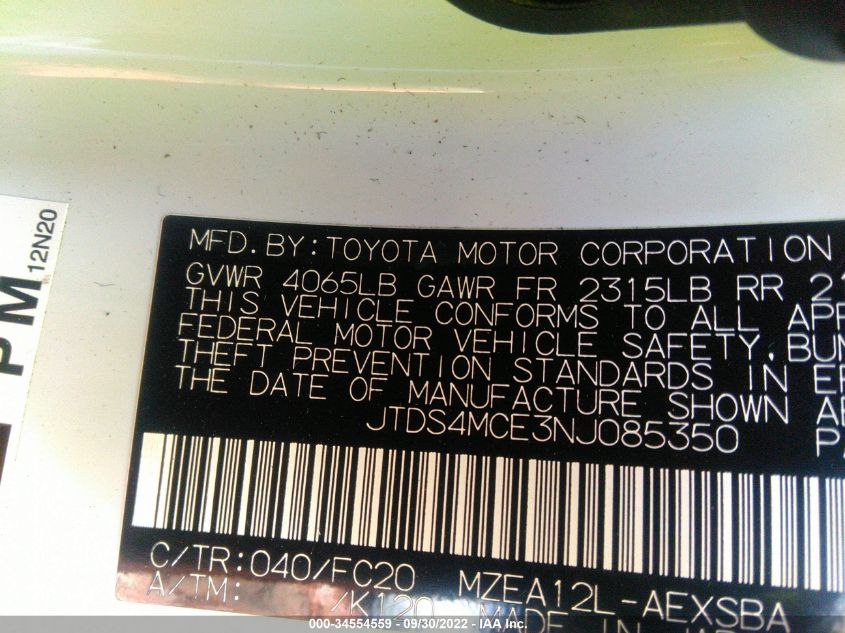 PM
12N20
MFD.BY:TOYOTA MOTOR CORPORATION
GVWR 4065LB GAWR FR 2315LB RR
THIS VEHICLE CONFORMS TO ALL
FEDERAL MOTOR VEHICLE SAFETY,
THEFT PREVENTION STANDARDS IN
THE DATE OF MANUFACTURE SHOWN
JTDS4MCE3NJ085350
C/TR:040/FC20 MZEA12L-AEXSBA
A/TM: /K120 MADE IN
000-34554559 - 09/30/2022 - IAA Inc.